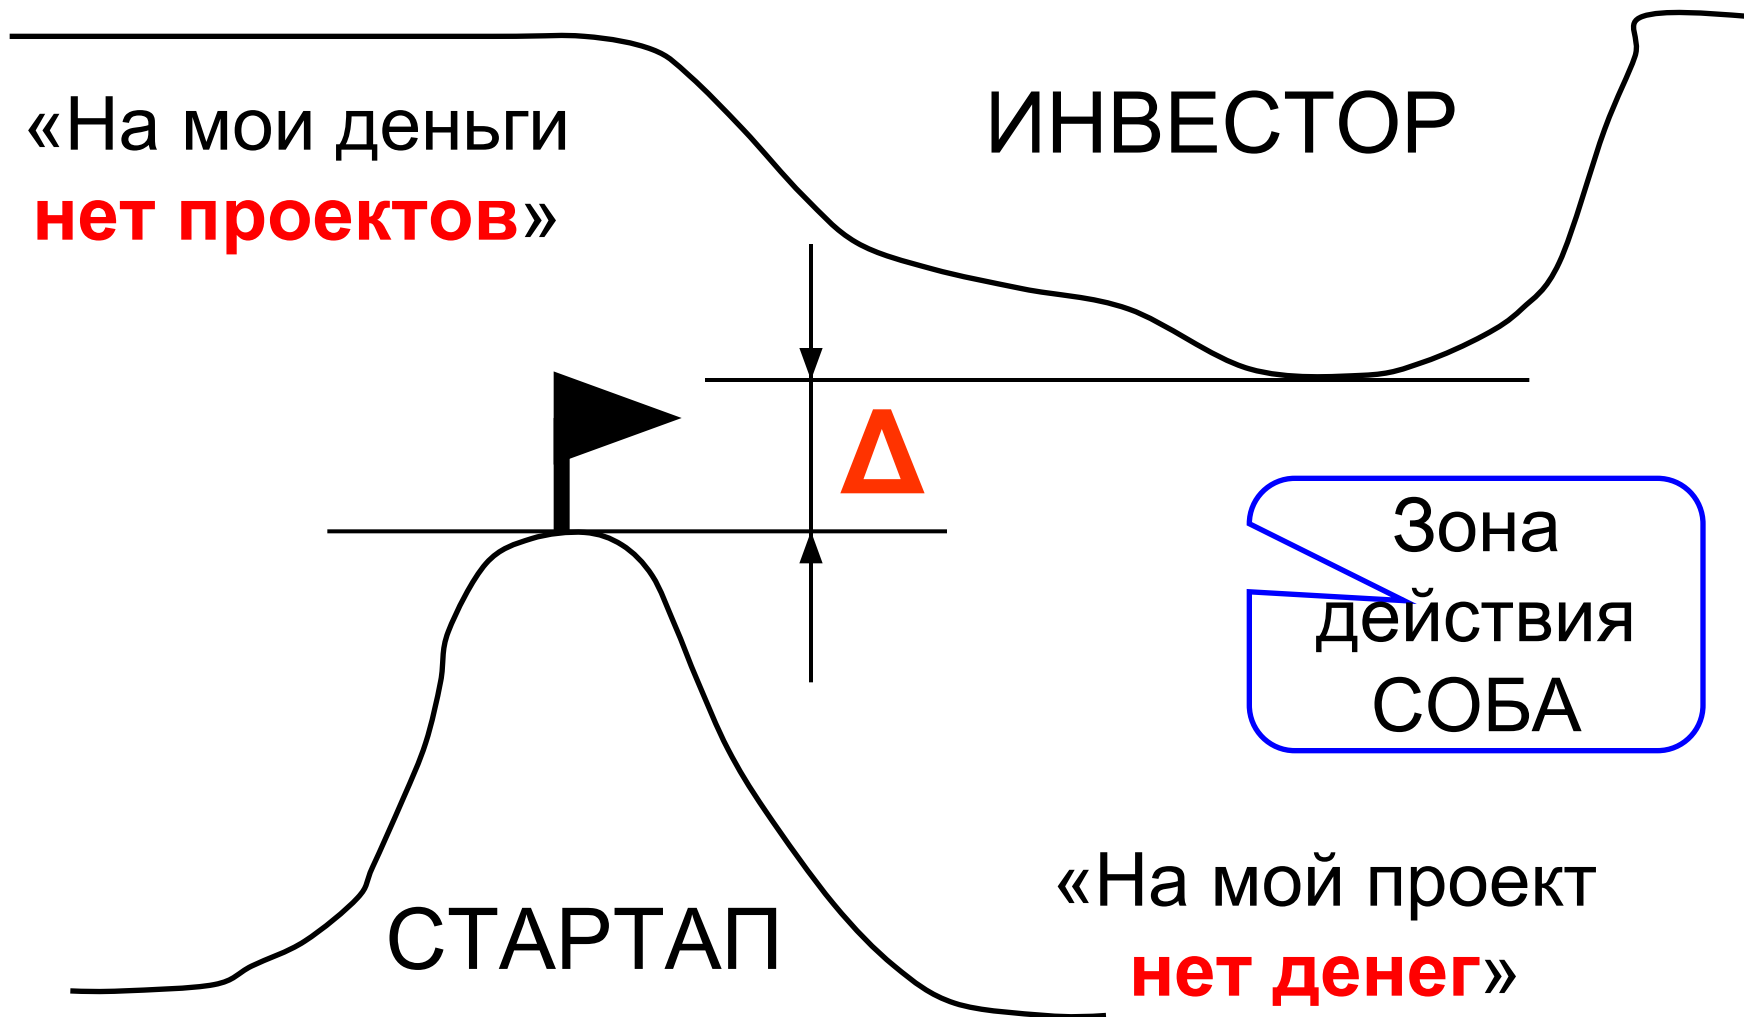 «На мои деньги
нет проектов»
ИНВЕСТОР
Δ
Зона
действия
СОБА
СТАРТАП
«На мой проект
нет денег»